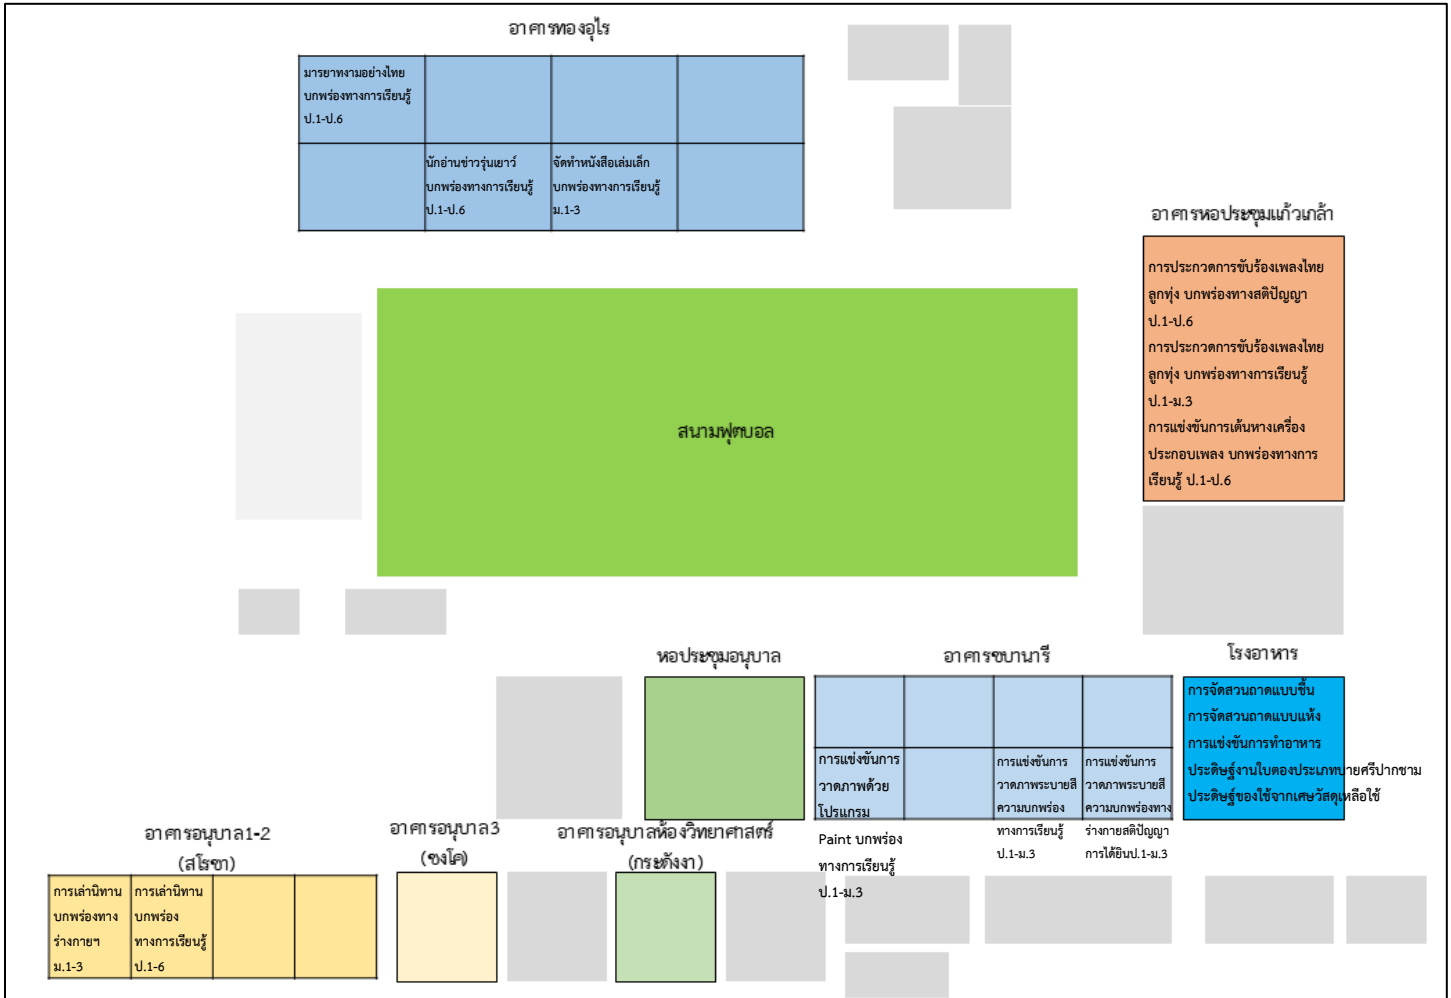 อาคารทองอุไร
มารยาทงามอย่างไทย
บกพร่องทางการเรียนรู้
ป.1-ป.6
นักอ่านข่าวรุ่นเยาว์
บกพร่องทางการเรียนรู้
ป.1-ป.6
จัดทำหนังสือเล่มเล็ก
บกพร่องทางการเรียนรู้
ม.1-3
อาคารหอประชุมแก้วเกล้า
การประกวดการขับร้องเพลงไทย
ลูกทุ่ง บกพร่องทางสติปัญญา
ป.1-ป.6
การประกวดการขับร้องเพลงไทย
ลูกทุ่ง บกพร่องทางการเรียนรู้
ป.1-ม.3
การแข่งขันการเต้นหางเครื่อง
ประกอบเพลง บกพร่องทางการ
เรียนรู้ ป.1-ป.6
สนามฟุตบอล
หอประชุมอนุบาล
อาคารชบานารี
การแข่งขันการ
วาดภาพด้วย
โปรแกรม
Paint บกพร่อง
ทางการเรียนรู้
ป.1-ม.3
การแข่งขันการ
วาดภาพระบายสี
ความบกพร่อง
ทางการเรียนรู้
ป.1-ม.3
การแข่งขันการ
วาดภาพระบายสี
ความบกพร่องทาง
ร่างกายสติปัญญา
การได้ยินป.1-ม.3
โรงอาหาร
การจัดสวนถาดแบบชื้น
การจัดสวนถาดแบบแห้ง
การแข่งขันการทำอาหาร
ประดิษฐ์งานใบตองประเภทบายศรีปากชาม
ประดิษฐ์ของใช้จากเศษวัสดุเหลือใช้
อาคารอนุบาล1-2
(สโรชา)
การเล่านิทาน
บกพร่องทาง
ร่างกายฯ
ม.1-3
การเล่านิทาน
บกพร่อง
ทางการเรียนรู้
ป.1-6
อาคารอนุบาล3
(ชงโค)
อาคารอนุบาลห้องวิทยาศาสตร์
(กระดังงา)